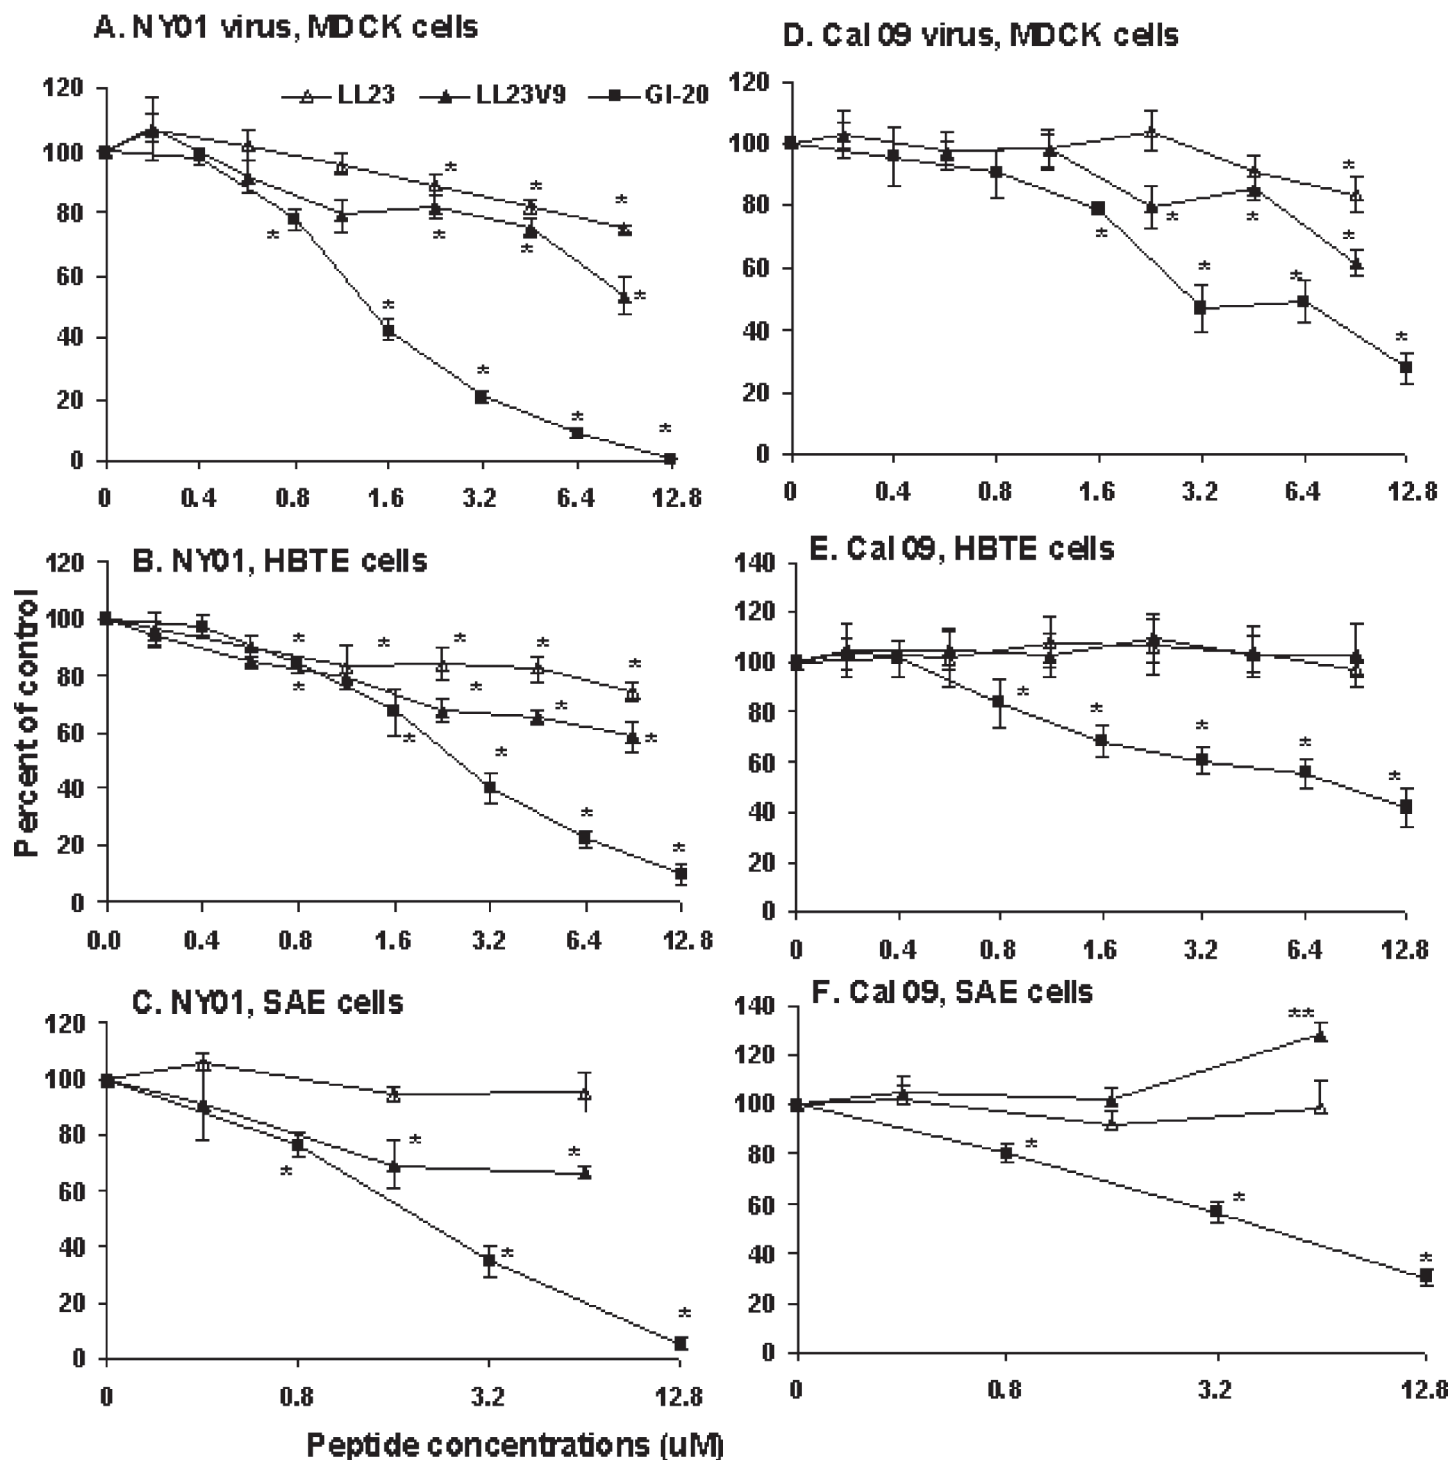 A. NY01 virus, MDCK cells
LL23 LL23V9 GI-20
120
100
80
60
40
20
0
0 0.4 0.8 1.6 3.2 6.4 12.8
* * * * * * * * * * * *
D. Cal 09 virus, MDCK cells
120
100
80
60
40
20
0
0 0.4 0.8 1.6 3.2 6.4 12.8
* * * * * * * *
Percent of control
B. NY01, HBTE cells
120
100
80
60
40
20
0
0.0 0.4 0.8 1.6 3.2 6.4 12.8
* * * * * * * * * * * * *
E. Cal 09, HBTE cells
140
120
100
80
60
40
20
0
0 0.4 0.8 1.6 3.2 6.4 12.8
* * * * *
C. NY01, SAE cells
120
100
80
60
40
20
0
0 0.8 3.2 12.8
* * * * *
F. Cal 09, SAE cells
140
120
100
80
60
40
20
0
0 0.8 3.2 12.8
** * * *
Peptide concentrations (uM)